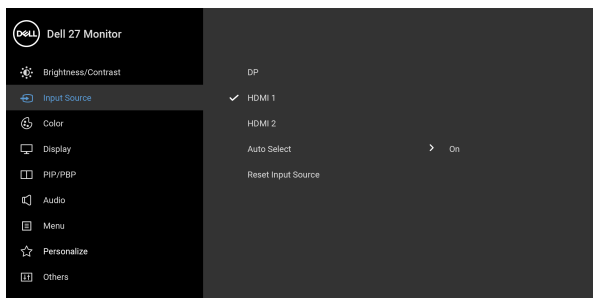 DELL Dell 27 Monitor
Brightness/Contrast
Input Source
Color
Display
PIP/PBP
Audio
Menu
Personalize
Others
DP
HDMI 1
HDMI 2
Auto Select On
Reset Input Source